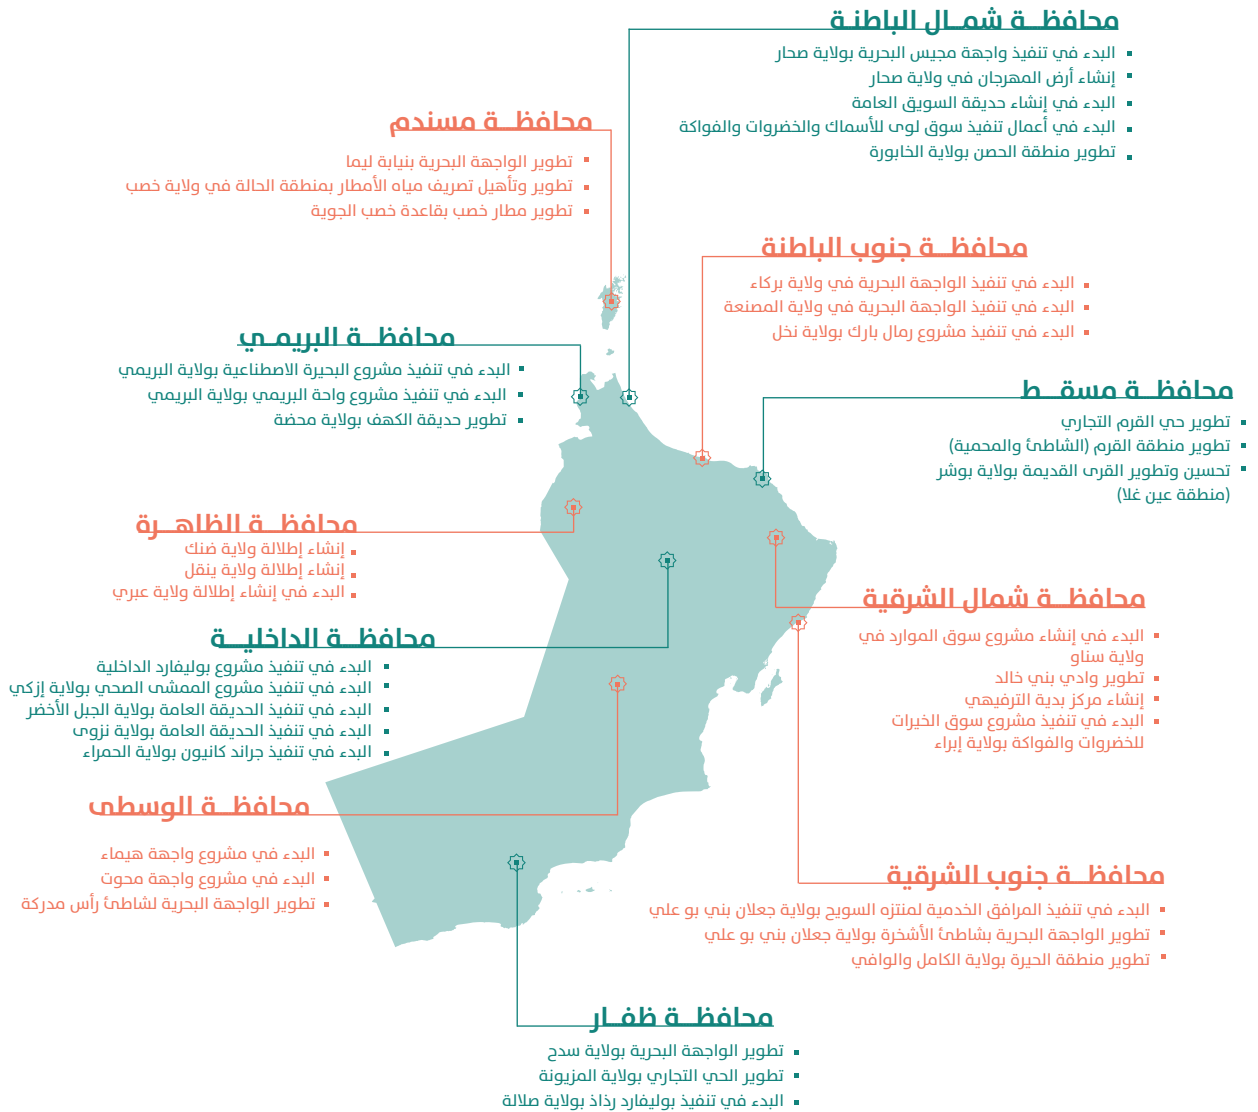 محافظة شمال الباطنة
البدء في تنفيذ واجهة مجيس البحرية بولاية صحار
إنشاء أرض المهرجان في ولاية صحار
البدء في إنشاء حديقة السويق العامة
البدء في أعمال تنفيذ سوق لوى للأسماك والخضروات والفواكة
تطوير منطقة الحصن بولاية الخابورة
محافظة مسندم
تطوير الواجهة البحرية بنيابة ليما
تطوير وتأهيل تصريف مياه الأمطار بمنطقة الحالة في ولاية خصب
تطوير مطار خصب بقاعدة خصب الجوية
محافظة جنوب الباطنة
البدء في تنفيذ الواجهة البحرية في ولاية بركاء
البدء في تنفيذ الواجهة البحرية في ولاية المصنعة
البدء في تنفيذ مشروع رمال بارك بولاية نخل
محافظة البريمي
البدء في تنفيذ مشروع البحيرة الاصطناعية بولاية البريمي
البدء في تنفيذ مشروع واحة البريمي بولاية البريمي
تطوير حديقة الكهف بولاية محضة
محافظة مسقط
تطوير حي القرم التجاري
تطوير منطقة القرم (الشاطئ والمحمية)
تحسين وتطوير القرى القديمة بولاية بوشر
(منطقة عين غلا)
محافظة الظاهرة
إنشاء إطلالة ولاية ضنك
إنشاء إطلالة ولاية ينقل
البدء في إنشاء إطلالة ولاية عبري
محافظة شمال الشرقية
البدء في إنشاء مشروع سوق الموارد في
ولاية سناو
تطوير وادي بني خالد
إنشاء مركز بدية الترفيهي
البدء في تنفيذ مشروع سوق الخيرات
للخضروات والفواكة بولاية إبراء
محافظة الداخلية
البدء في تنفيذ مشروع بوليفارد الداخلية
البدء في تنفيذ مشروع الممشى الصحي بولاية إزكي
البدء في تنفيذ الحديقة العامة بولاية الجبل الأخضر
البدء في تنفيذ الحديقة العامة بولاية نزوى
البدء في تنفيذ جراند كانيون بولاية الحمراء
محافظة الوسطى
البدء في مشروع واجهة هيماء
البدء في مشروع واجهة محوت
تطوير الواجهة البحرية لشاطئ رأس مدركة
محافظة جنوب الشرقية
البدء في تنفيذ المرافق الخدمية لمنتزه السويح بولاية جعلان بني بو علي
تطوير الواجهة البحرية بشاطئ الأشخرة بولاية جعلان بني بو علي
تطوير منطقة الحيرة بولاية الكامل والوافي
محافظة ظفار
تطوير الواجهة البحرية بولاية سدح
تطوير الحي التجاري بولاية المزيونة
البدء في تنفيذ بوليفارد رذاذ بولاية صلالة